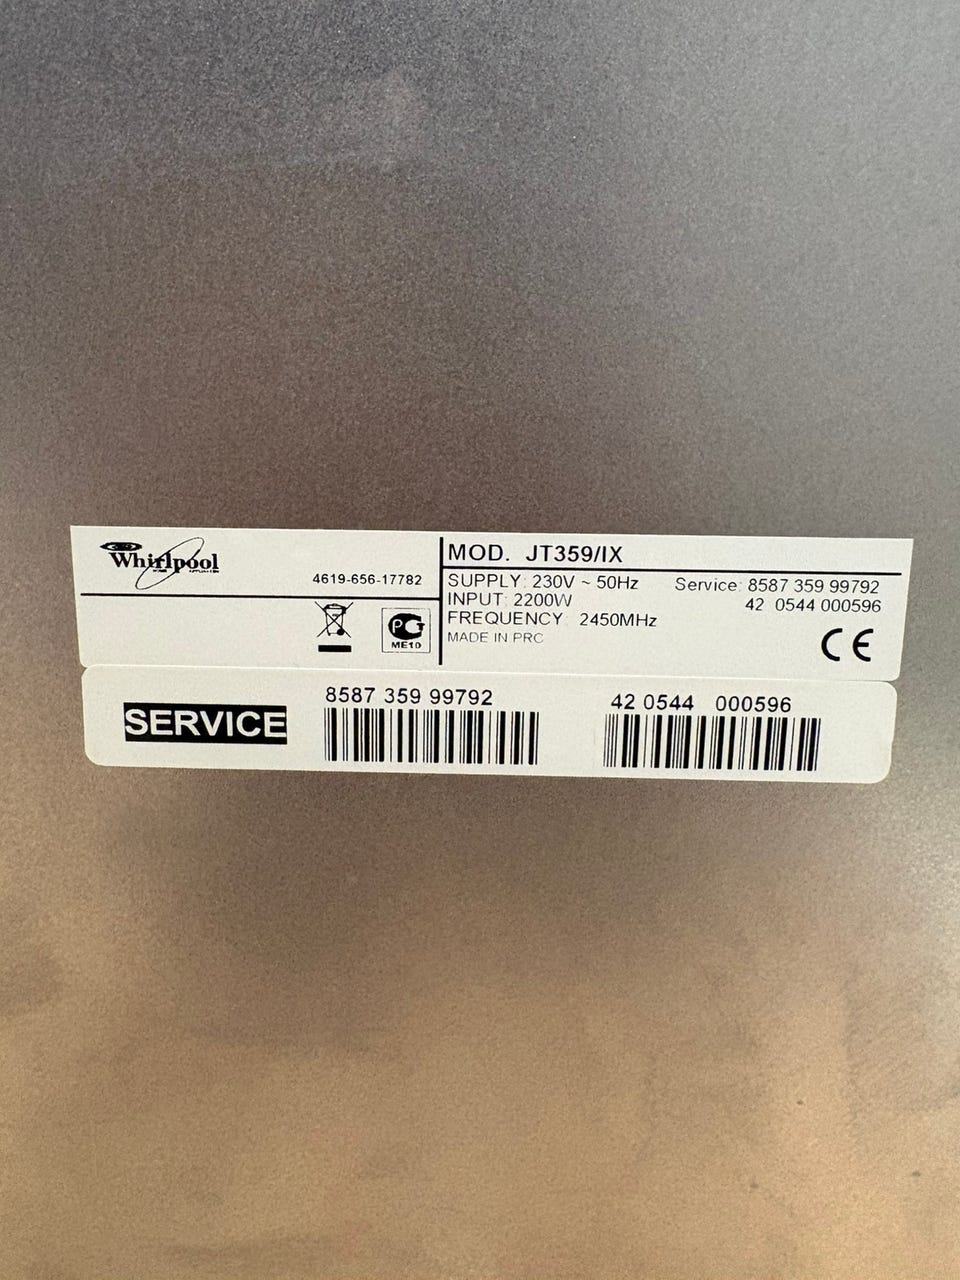 Whirlpool
4619-656-17782
ME10
MOD. JT359/IX
SUPPLY: 230V ~ 50Hz
INPUT: 2200W
FREQUENCY: 2450MHz
MADE IN PRC
Service: 8587 359 99792
42 0544 000596
CE
SERVICE
8587 359 99792
42 0544 000596